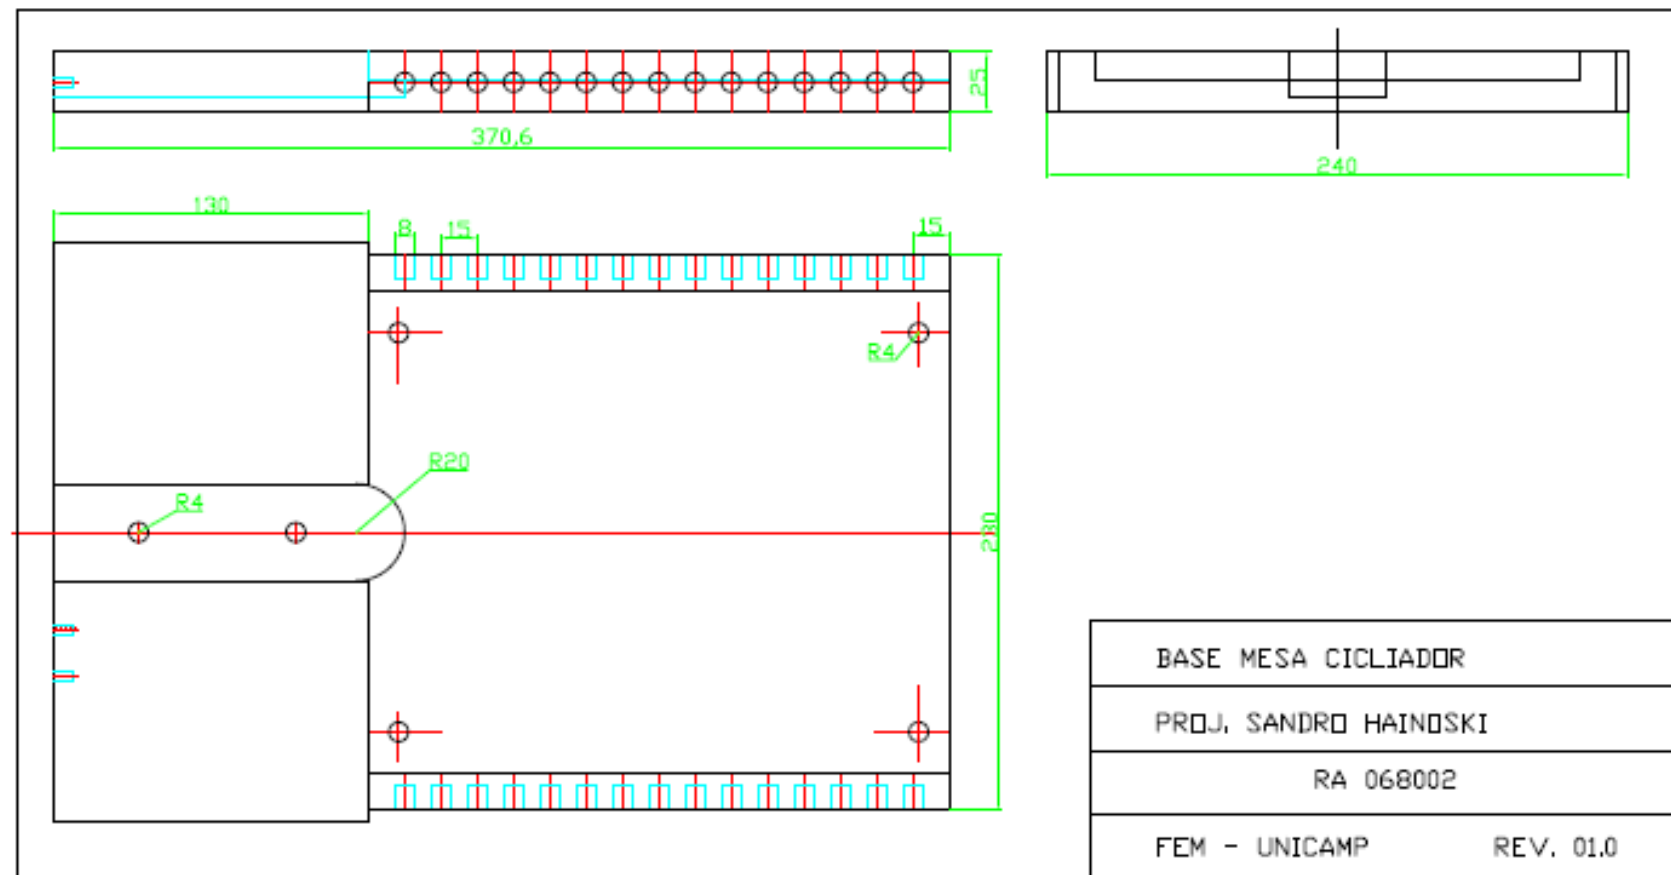 25
370,6
240
130
8
15
15
R4
R20
R4
230
BASE MESA CICLIADOR
PROJ. SANDRO HAINOSKI
RA 068002
FEM - UNICAMP REV. 01.0